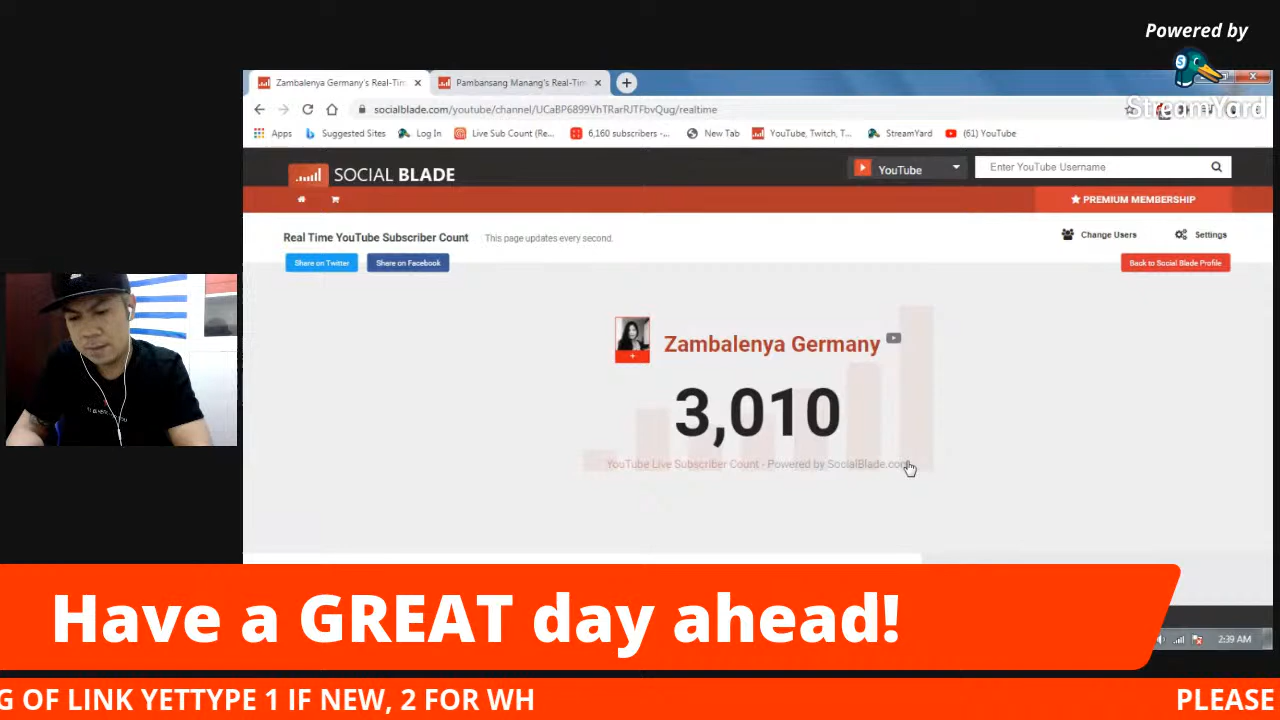 Powered by
StreamYard
Zambalenya Germany's Real-Tim
Pambansang Manang's Real-Tim
socialblade.com/youtube/channel/UCaBP6899VhTRarRJTFbvQug/realtime
Apps Suggested Sites Log In Live Sub Count (Re... 6,160 subscribers -... New Tab YouTube, Twitch, T... StreamYard (61) YouTube
SOCIAL BLADE
YouTube
Enter YouTube Username
PREMIUM MEMBERSHIP
Real Time YouTube Subscriber Count
This page updates every second.
Change Users
Settings
Share on Twitter
Share on Facebook
Back to Social Blade Profile
Zambalenya Germany
3,010
YouTube Live Subscriber Count - Powered by SocialBlade.com
Have a GREAT day ahead!
2:39 AM
G OF LINK YETTYPE 1 IF NEW, 2 FOR WH
PLEASE